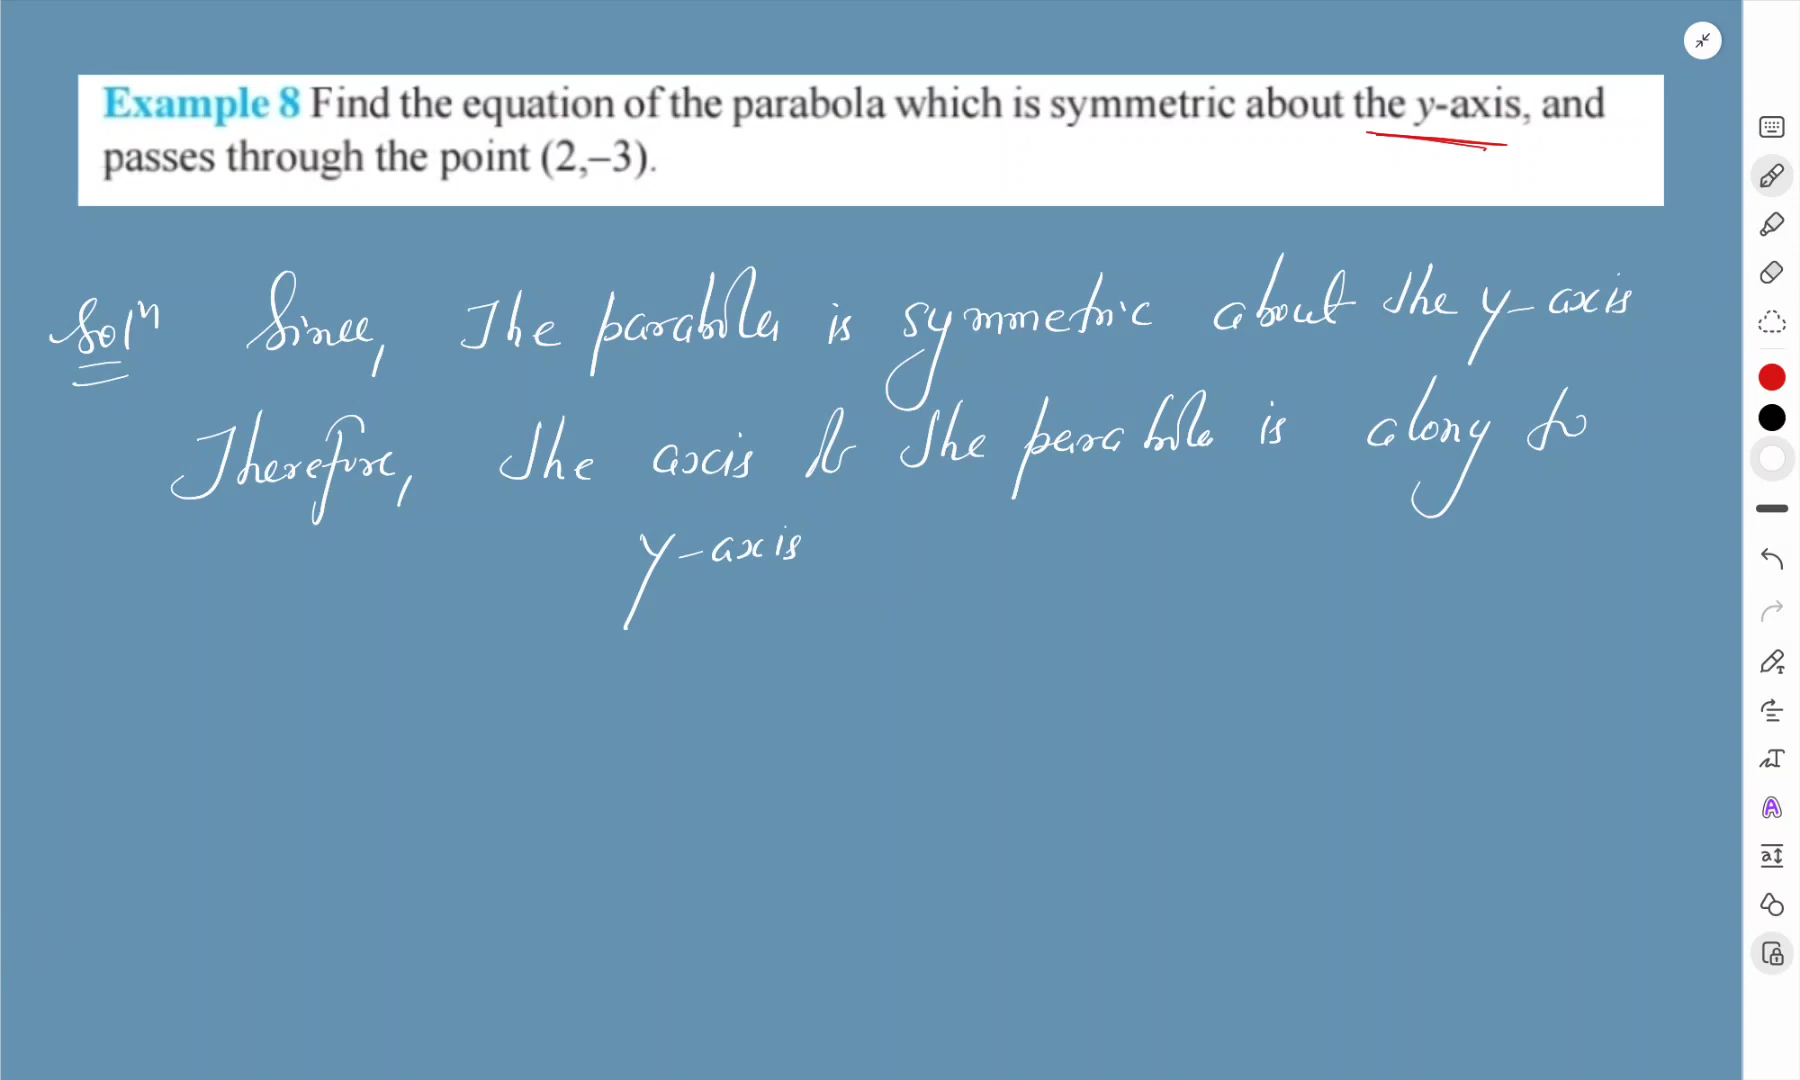 Example 8 Find the equation of the parabola which is symmetric about the y-axis, and
passes through the point (2,–3).
Solⁿ Since, The parabola is symmetric about the y-axis
Therefore, the axis to the parabola is along to
y-axis